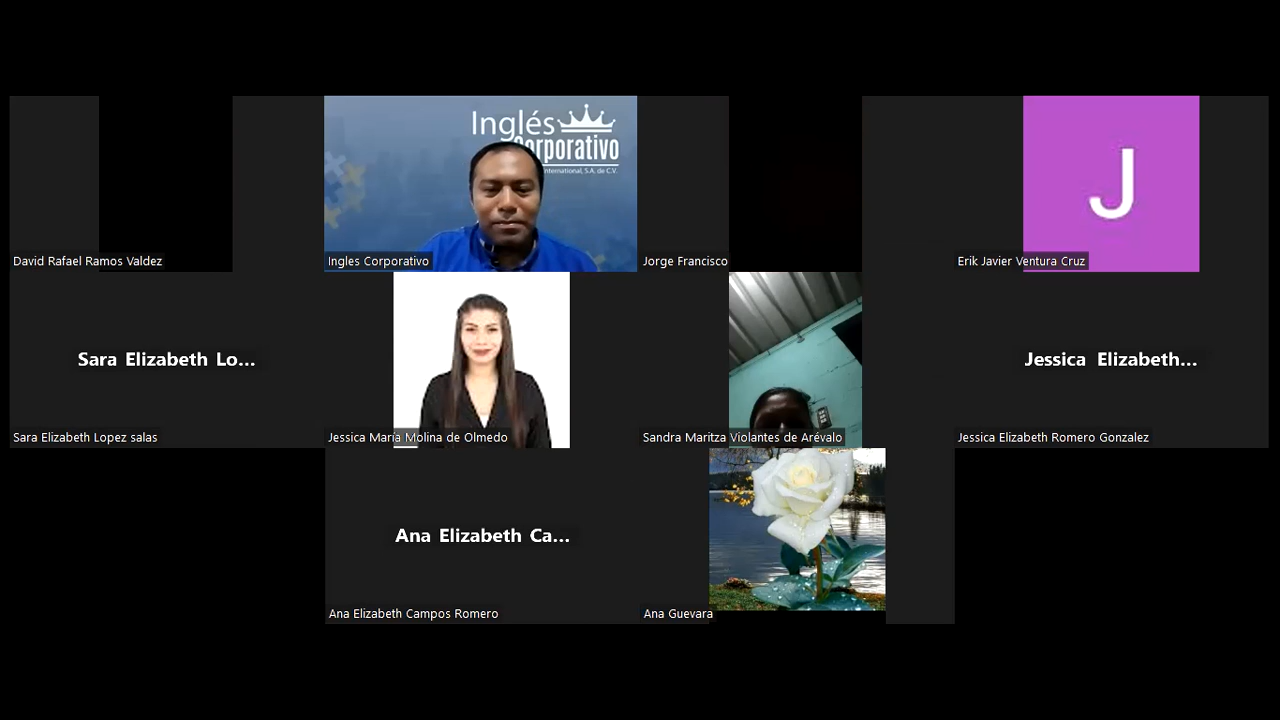 Inglés
Corporativo
International, S.A. de C.V.
J
David Rafael Ramos Valdez
Ingles Corporativo
Jorge Francisco
Erik Javier Ventura Cruz
Sara Elizabeth Lo...
Jessica Elizabeth...
Sara Elizabeth Lopez salas
Jessica María Molina de Olmedo
Sandra Maritza Violantes de Arévalo
Jessica Elizabeth Romero Gonzalez
Ana Elizabeth Ca...
Ana Elizabeth Campos Romero
Ana Guevara